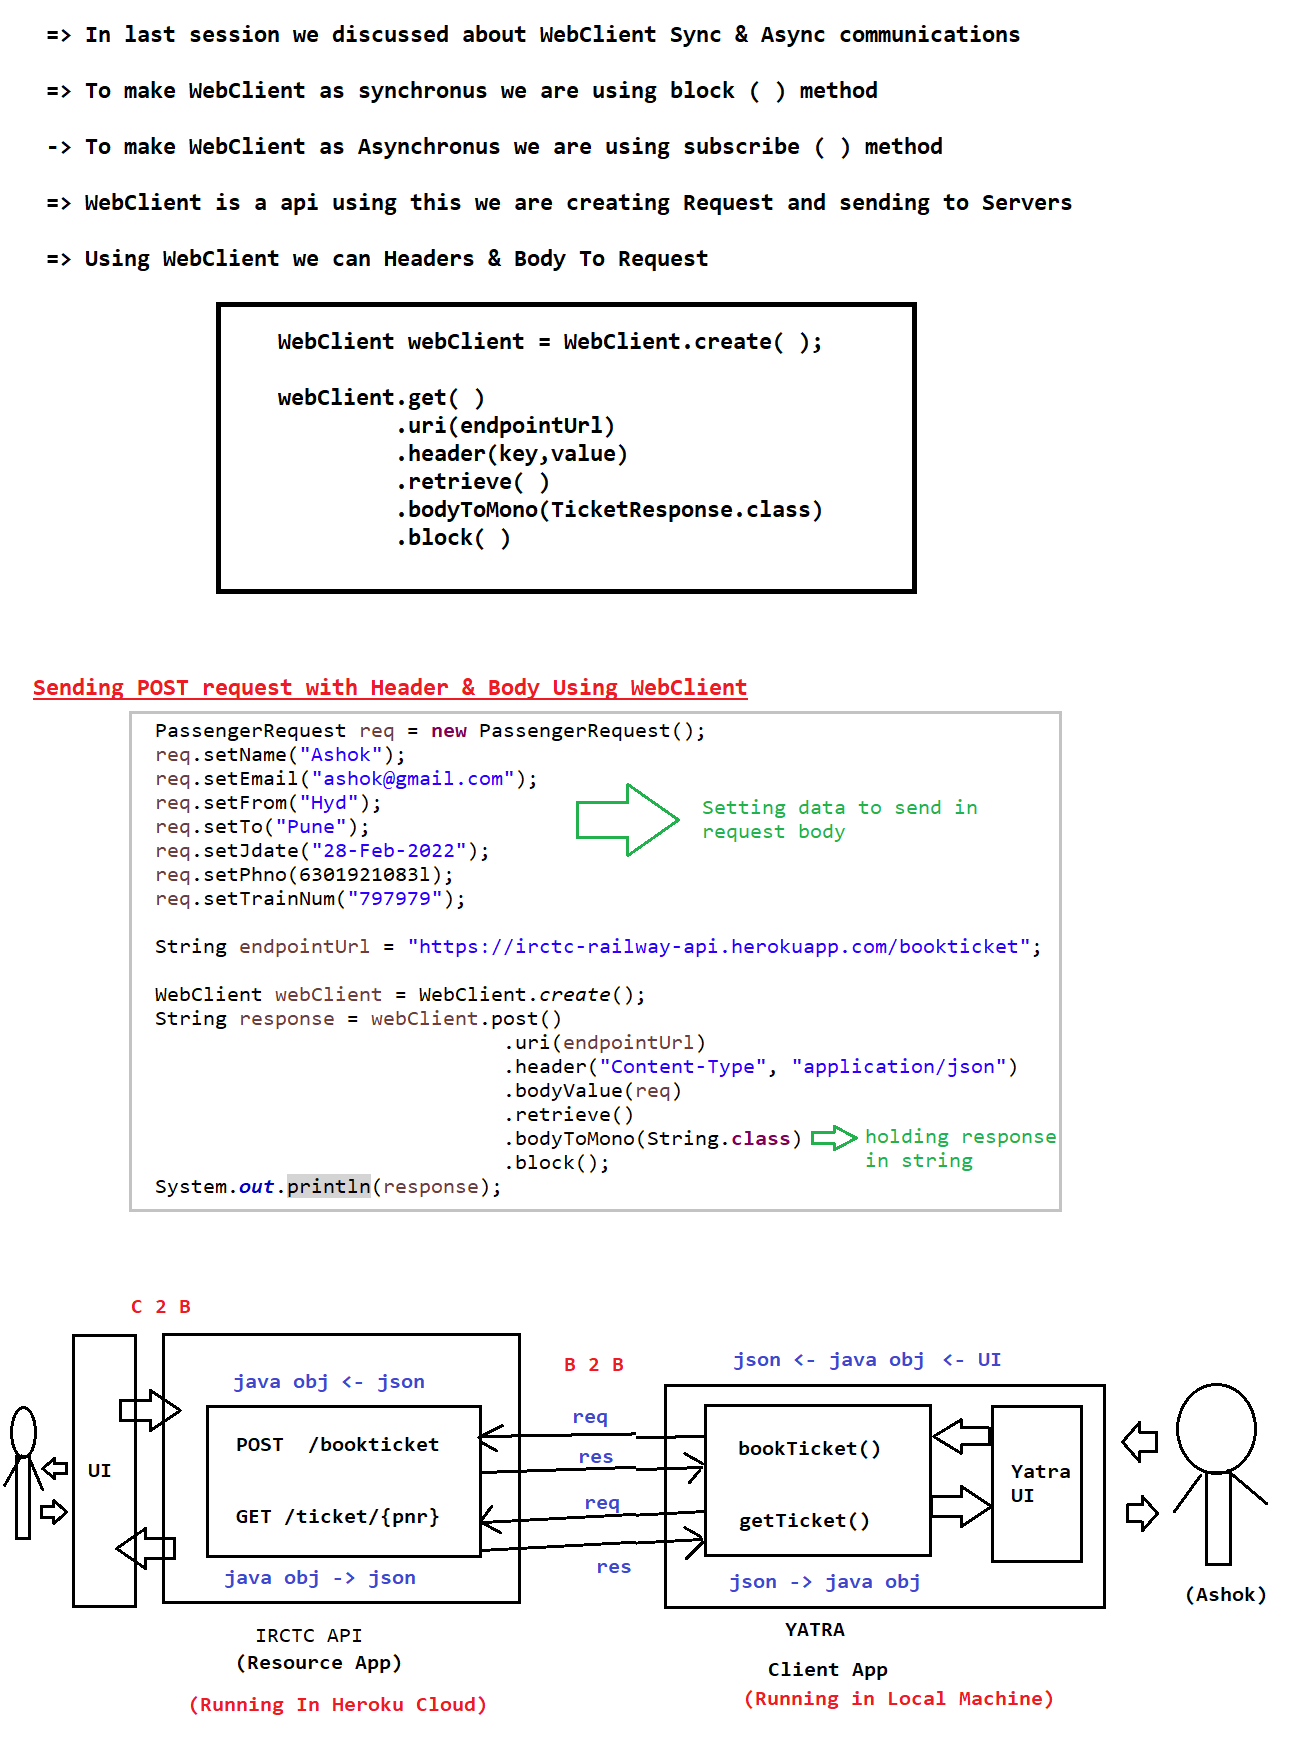 => In last session we discussed about WebClient Sync & Async communications
=> To make WebClient as synchronus we are using block ( ) method
-> To make WebClient as Asynchronus we are using subscribe ( ) method
=> WebClient is a api using this we are creating Request and sending to Servers
=> Using WebClient we can Headers & Body To Request
WebClient webClient = WebClient.create( );
webClient.get( )
.uri(endpointUrl)
.header(key,value)
.retrieve( )
.bodyToMono(TicketResponse.class)
.block( )
Sending POST request with Header & Body Using WebClient
PassengerRequest req = new PassengerRequest();
req.setName("Ashok");
req.setEmail("ashok@gmail.com");
req.setFrom("Hyd");
req.setTo("Pune");
req.setJdate("28-Feb-2022");
req.setPhno(6301921083l);
req.setTrainNum("797979");
Setting data to send in
request body
String endpointUrl = "https://irctc-railway-api.herokuapp.com/bookticket";
WebClient webClient = WebClient.create();
String response = webClient.post()
.uri(endpointUrl)
.header("Content-Type", "application/json")
.bodyValue(req)
.retrieve()
.bodyToMono(String.class)
.block();
holding response
in string
System.out.println(response);
C 2 B
UI
java obj <- json
POST /bookticket
GET /ticket/{pnr}
java obj -> json
IRCTC API
(Resource App)
(Running In Heroku Cloud)
B 2 B
req
res
req
res
json <- java obj <- UI
bookTicket()
getTicket()
Yatra
UI
json -> java obj
YATRA
Client App
(Running in Local Machine)
(Ashok)